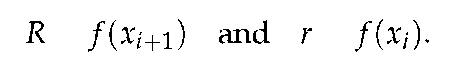 R f(x_{i+1}) and r f(x_i).